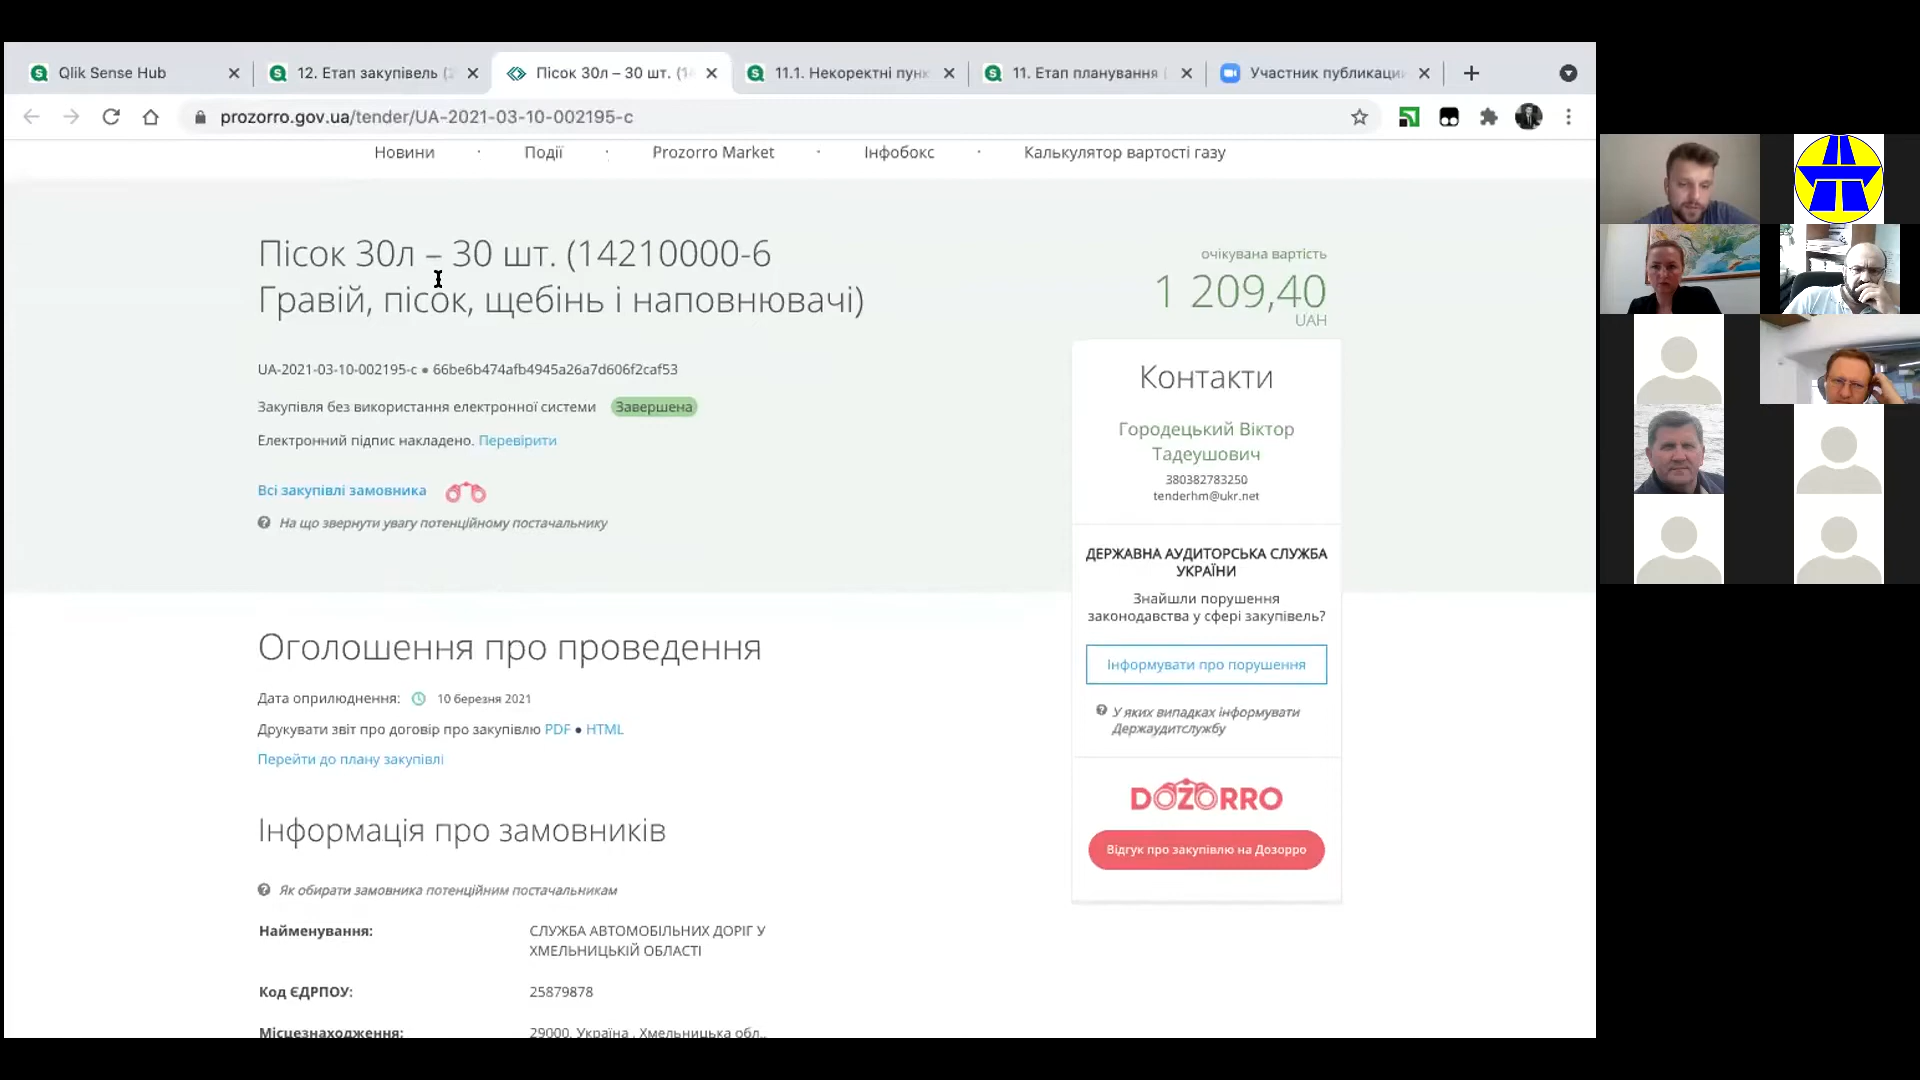 Qlik Sense Hub
12. Етап закупівель (
Пісок 30л – 30 шт. (1
11.1. Некоректні пунк
11. Етап планування (
Участник публикации
prozorro.gov.ua/tender/UA-2021-03-10-002195-c
Новини · Події · Prozorro Market · Інфобокс · Калькулятор вартості газу
Пісок 30л – 30 шт. (14210000-6
Гравій, пісок, щебінь і наповнювачі)
UA-2021-03-10-002195-c ● 66be6b474afb4945a26a7d606f2caf53
Закупівля без використання електронної системи Завершена
Електронний підпис накладено. Перевірити
Всі закупівлі замовника
На що звернути увагу потенційному постачальнику
очікувана вартість
1 209,40
UAH
Контакти
Городецький Віктор
Тадеушович
380382783250
tenderhm@ukr.net
ДЕРЖАВНА АУДИТОРСЬКА СЛУЖБА
УКРАЇНИ
Знайшли порушення
законодавства у сфері закупівель?
Інформувати про порушення
У яких випадках інформувати
Держаудитслужбу
DOZORRO
Відгук про закупівлю на Дозорро
Оголошення про проведення
Дата оприлюднення: 10 березня 2021
Друкувати звіт про договір про закупівлю PDF ● HTML
Перейти до плану закупівлі
Інформація про замовників
Як обирати замовника потенційним постачальникам
Найменування: СЛУЖБА АВТОМОБІЛЬНИХ ДОРІГ У
ХМЕЛЬНИЦЬКІЙ ОБЛАСТІ
Код ЄДРПОУ: 25879878
Місцезнаходження: 29000, Україна , Хмельницька обл.,